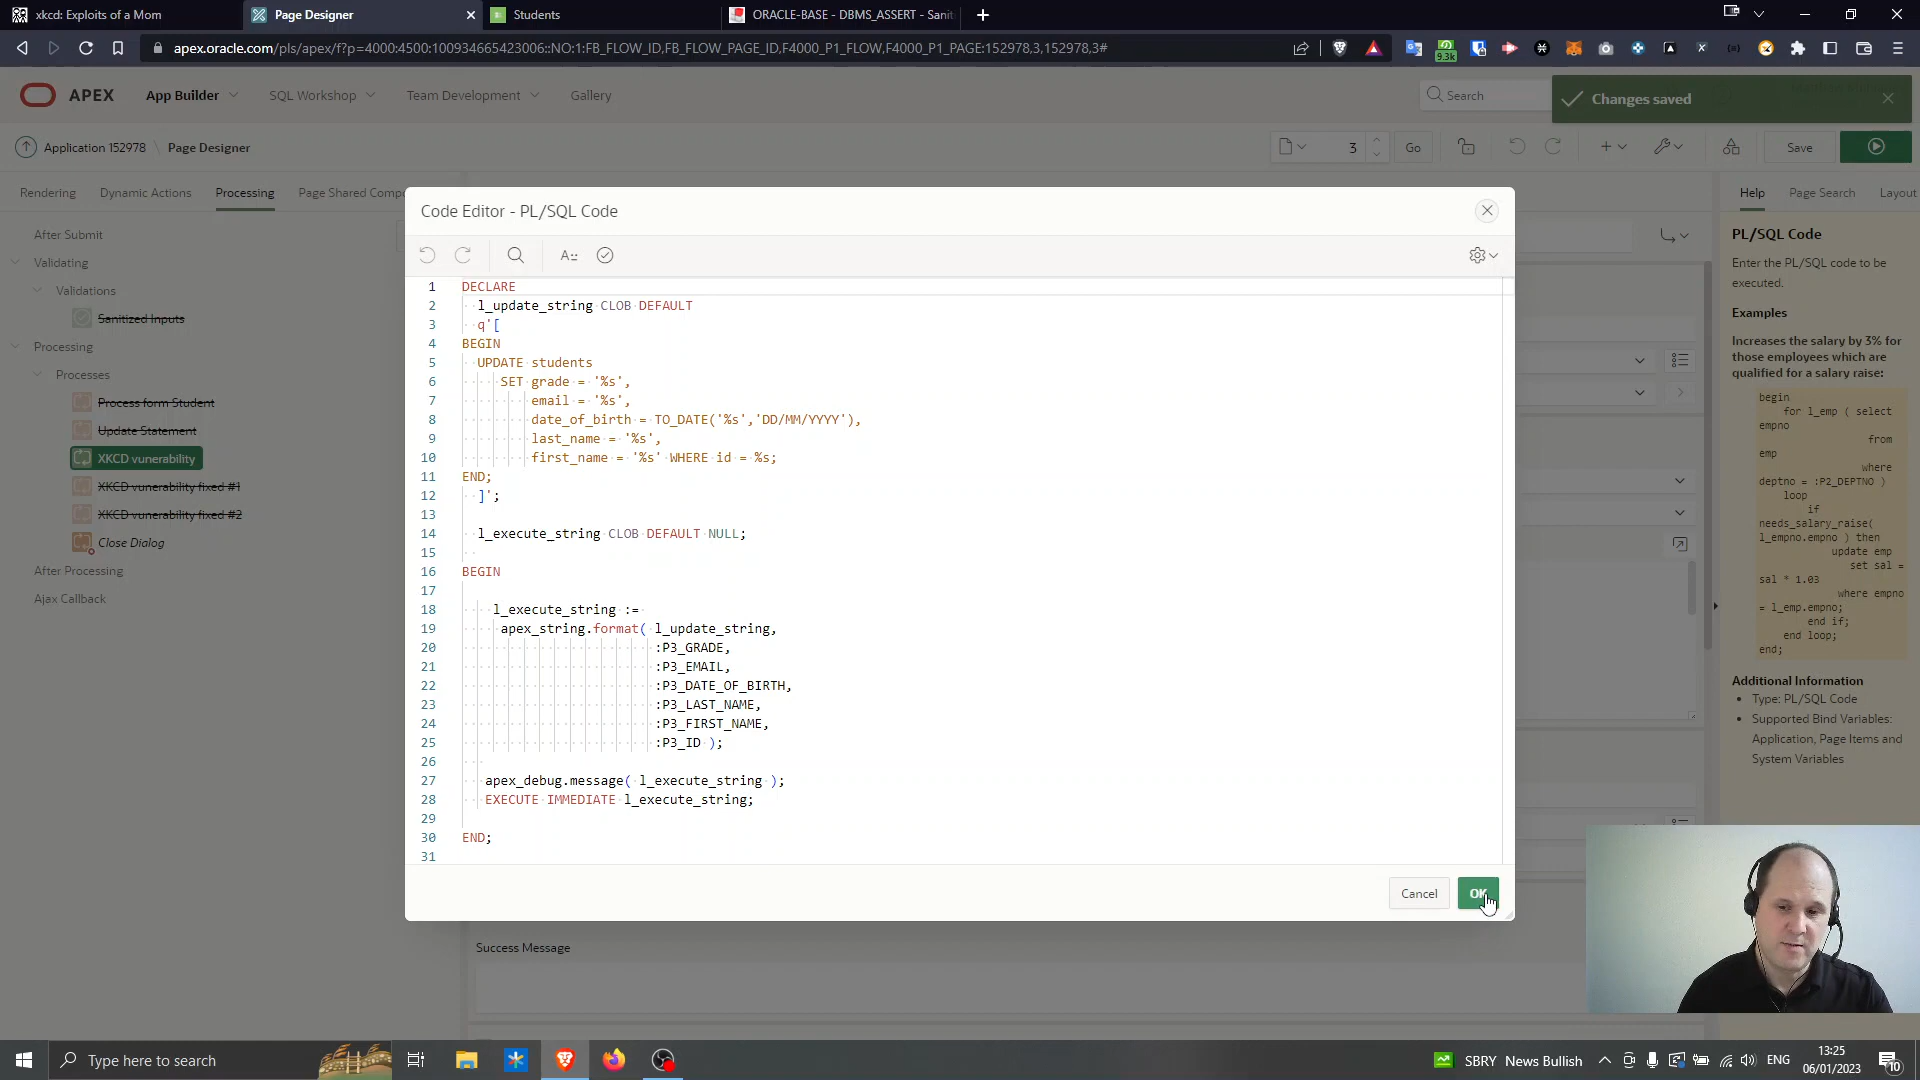 xkcd: Exploits of a Mom
Page Designer
Students
ORACLE-BASE - DBMS_ASSERT - Sanit
apex.oracle.com/pls/apex/f?p=4000:4500:100934665423006::NO:1:FB_FLOW_ID,FB_FLOW_PAGE_ID,F4000_P1_FLOW,F4000_P1_PAGE:152978,3,152978,3#
9.3k
APEX
App Builder
SQL Workshop
Team Development
Gallery
Search
Changes saved
Application 152978
Page Designer
3
Go
Save
Rendering
Dynamic Actions
Processing
Page Shared Compo
Help
Page Search
Layout
After Submit
Validating
Validations
Sanitized Inputs
Processing
Processes
Process form Student
Update Statement
XKCD vunerability
XKCD vunerability fixed #1
XKCD vunerability fixed #2
Close Dialog
After Processing
Ajax Callback
Code Editor - PL/SQL Code
1 DECLARE
2 l_update_string CLOB DEFAULT
3 q'[
4 BEGIN
5 UPDATE students
6 SET grade = '%s',
7 email = '%s',
8 date_of_birth = TO_DATE('%s','DD/MM/YYYY'),
9 last_name = '%s',
10 first_name = '%s' WHERE id = %s;
11 END;
12 ]';
13
14 l_execute_string CLOB DEFAULT NULL;
15
16 BEGIN
17
18 l_execute_string :=
19 apex_string.format( l_update_string,
20 :P3_GRADE,
21 :P3_EMAIL,
22 :P3_DATE_OF_BIRTH,
23 :P3_LAST_NAME,
24 :P3_FIRST_NAME,
25 :P3_ID );
26
27 apex_debug.message( l_execute_string );
28 EXECUTE IMMEDIATE l_execute_string;
29
30 END;
31
Cancel
OK
Success Message
PL/SQL Code
Enter the PL/SQL code to be
executed.
Examples
Increases the salary by 3% for
those employees which are
qualified for a salary raise:
begin
for l_emp ( select
empno
from
emp
where
deptno = :P2_DEPTNO )
loop
if
needs_salary_raise(
l_empno.empno ) then
update emp
set sal =
sal * 1.03
where empno
= l_emp.empno;
end if;
end loop;
end;
Additional Information
Type: PL/SQL Code
Supported Bind Variables:
Application, Page Items and
System Variables
Type here to search
SBRY News Bullish
ENG
13:25
06/01/2023
10